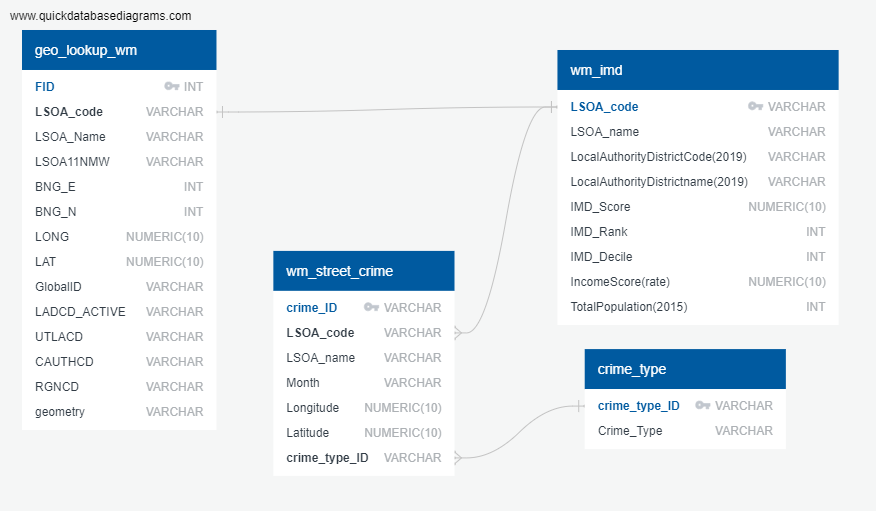 www.quickdatabasediagrams.com
geo_lookup_wm
FID INT
LSOA_code VARCHAR
LSOA_Name VARCHAR
LSOA11NMW VARCHAR
BNG_E INT
BNG_N INT
LONG NUMERIC(10)
LAT NUMERIC(10)
GlobalID VARCHAR
LADCD_ACTIVE VARCHAR
UTLACD VARCHAR
CAUTHCD VARCHAR
RGNCD VARCHAR
geometry VARCHAR
wm_imd
LSOA_code VARCHAR
LSOA_name VARCHAR
LocalAuthorityDistrictCode(2019) VARCHAR
LocalAuthorityDistrictname(2019) VARCHAR
IMD_Score NUMERIC(10)
IMD_Rank INT
IMD_Decile INT
IncomeScore(rate) NUMERIC(10)
TotalPopulation(2015) INT
wm_street_crime
crime_ID VARCHAR
LSOA_code VARCHAR
LSOA_name VARCHAR
Month VARCHAR
Longitude NUMERIC(10)
Latitude NUMERIC(10)
crime_type_ID VARCHAR
crime_type
crime_type_ID VARCHAR
Crime_Type VARCHAR